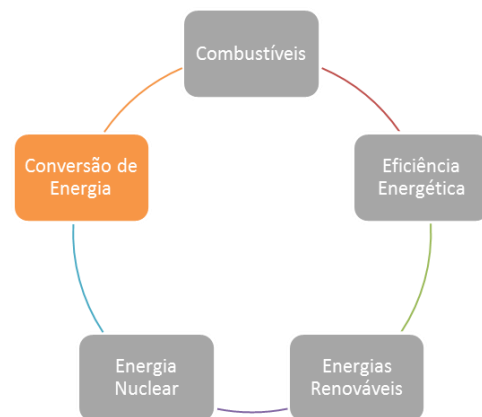 Combustíveis
Eficiência
Energética
Energias
Renováveis
Energia
Nuclear
Conversão de
Energia